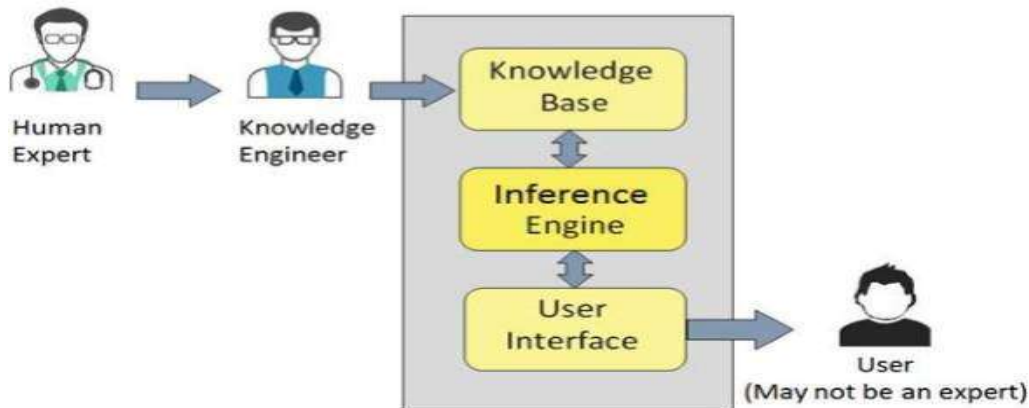 Human
Expert
Knowledge
Engineer
Knowledge
Base
Inference
Engine
User
Interface
User
(May not be an expert)